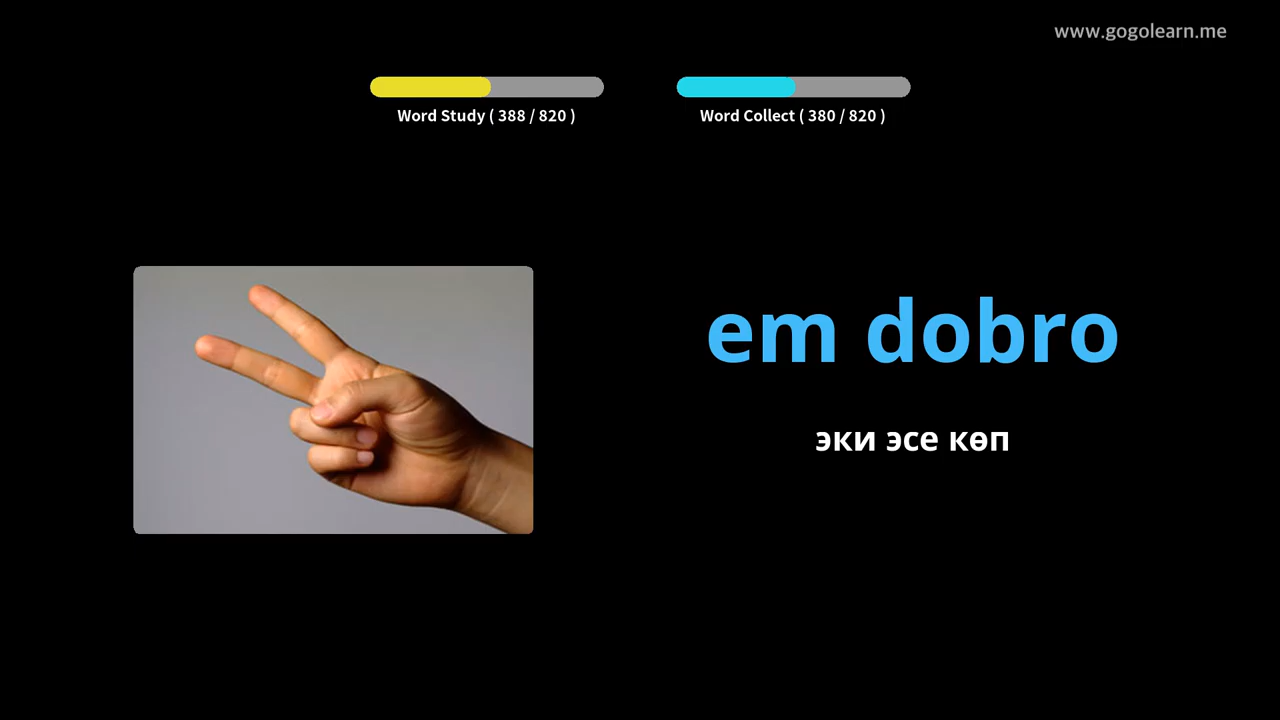 www.gogolearn.me
Word Study ( 388 / 820 )
Word Collect ( 380 / 820 )
em dobro
эки эсе көп